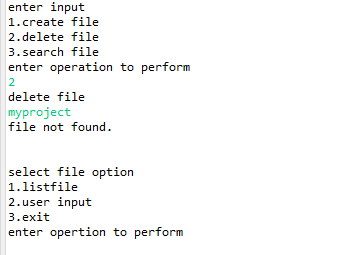 enter input
1.create file
2.delete file
3.search file
enter operation to perform
2
delete file
myproject
file not found.
select file option
1.listfile
2.user input
3.exit
enter opertion to perform